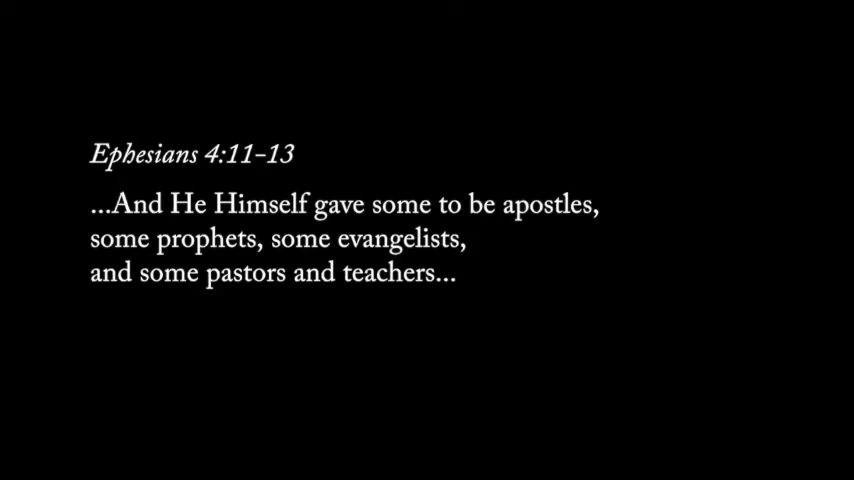 Ephesians 4:11-13
...And He Himself gave some to be apostles,
some prophets, some evangelists,
and some pastors and teachers...